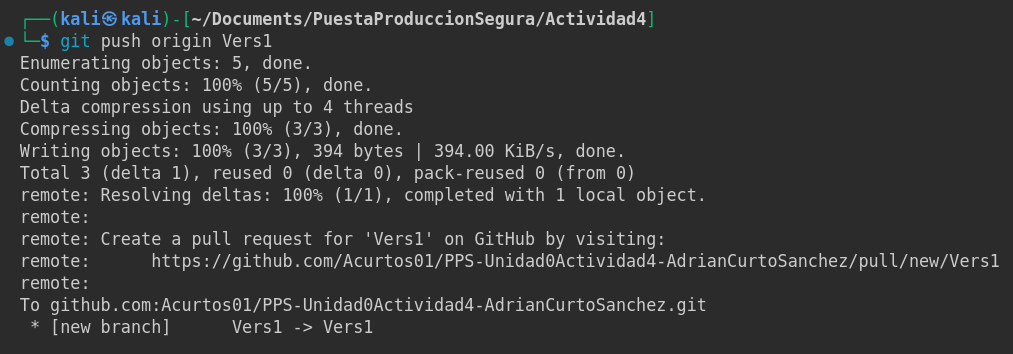 ┌──(kali㉿kali)-[~/Documents/PuestaProduccionSegura/Actividad4]
└─$ git push origin Vers1
Enumerating objects: 5, done.
Counting objects: 100% (5/5), done.
Delta compression using up to 4 threads
Compressing objects: 100% (3/3), done.
Writing objects: 100% (3/3), 394 bytes | 394.00 KiB/s, done.
Total 3 (delta 1), reused 0 (delta 0), pack-reused 0 (from 0)
remote: Resolving deltas: 100% (1/1), completed with 1 local object.
remote:
remote: Create a pull request for 'Vers1' on GitHub by visiting:
remote:      https://github.com/Acurtos01/PPS-Unidad0Actividad4-AdrianCurtoSanchez/pull/new/Vers1
remote:
To github.com:Acurtos01/PPS-Unidad0Actividad4-AdrianCurtoSanchez.git
 * [new branch]      Vers1 -> Vers1